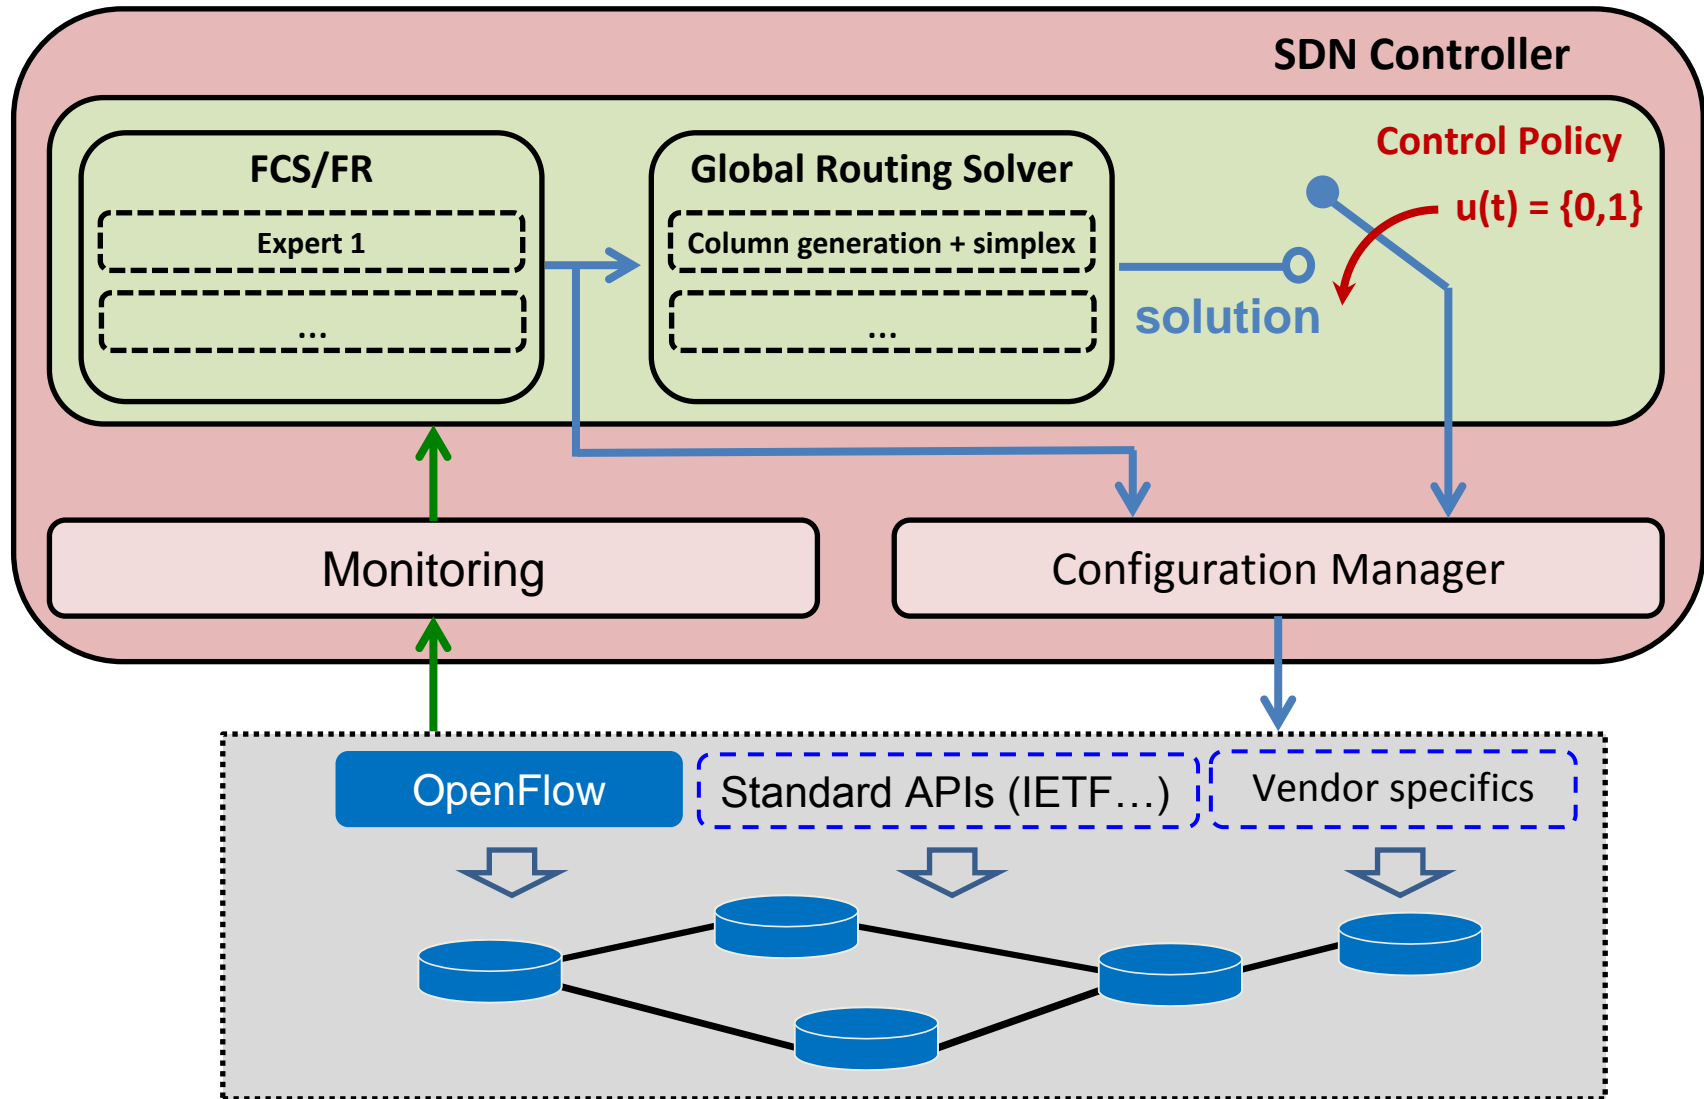 SDN Controller
FCS/FR
Expert 1
...
Global Routing Solver
Column generation + simplex
...
Control Policy
u(t) = {0,1}
solution
Monitoring
Configuration Manager
OpenFlow
Standard APIs (IETF...)
Vendor specifics